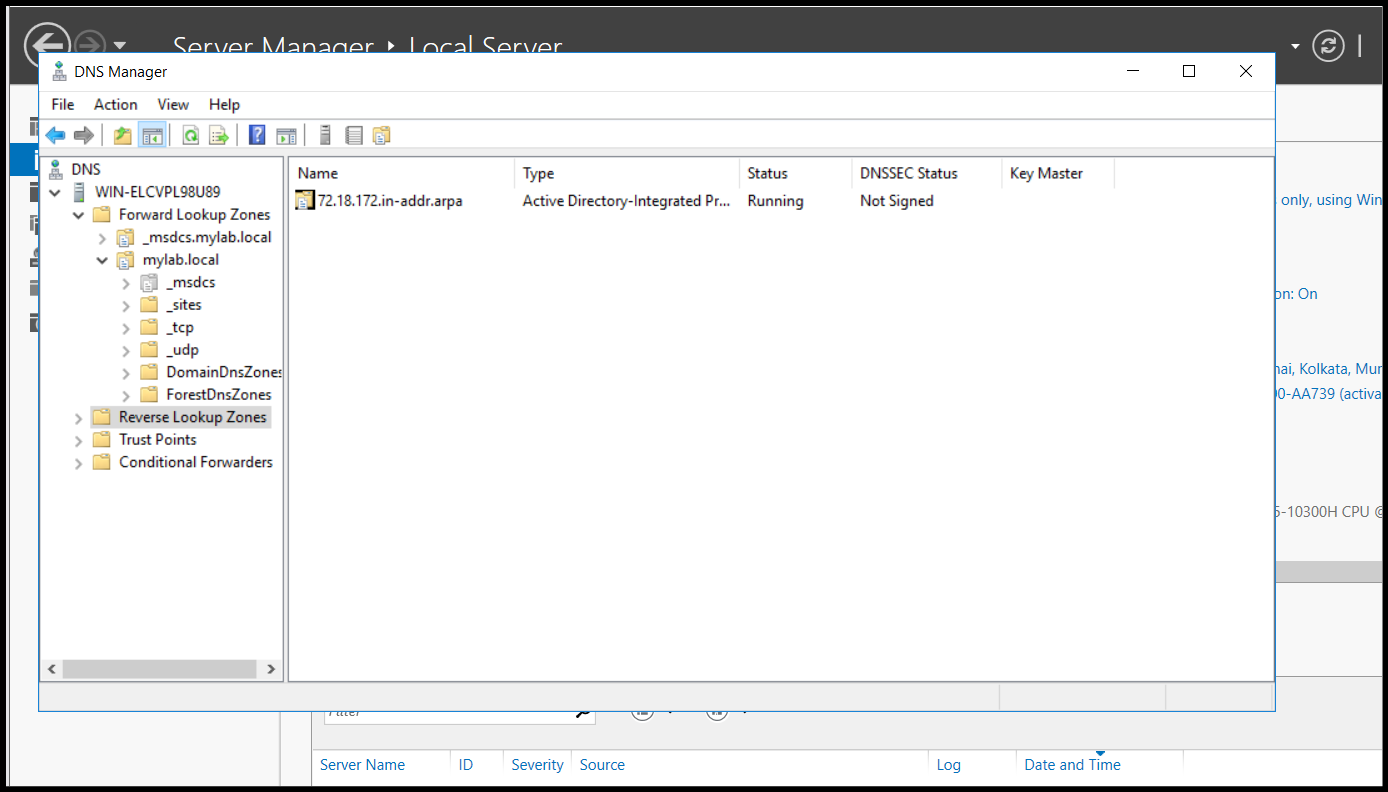 Server Manager ‣ Local Server
DNS Manager
File Action View Help
DNS
WIN-ELCVPL98U89
Forward Lookup Zones
_msdcs.mylab.local
mylab.local
_msdcs
_sites
_tcp
_udp
DomainDnsZones
ForestDnsZones
Reverse Lookup Zones
Trust Points
Conditional Forwarders
Name Type Status DNSSEC Status Key Master
72.18.172.in-addr.arpa Active Directory-Integrated Pr... Running Not Signed
only, using Win
on: On
nai, Kolkata, Mum
00-AA739 (activa
5-10300H CPU @
Filter
Server Name ID Severity Source Log Date and Time